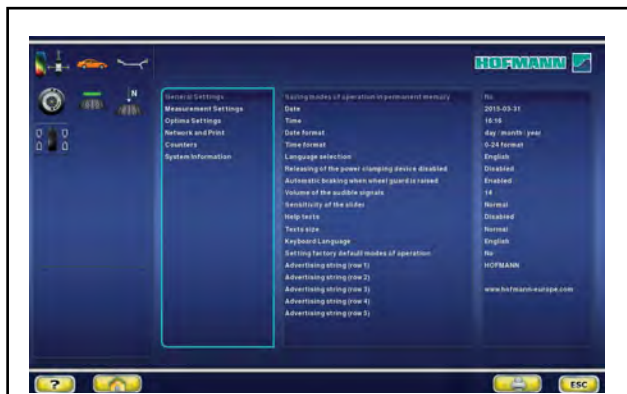 HOFMANN
N
General Settings
Measurement Settings
Optima Settings
Network and Print
Counters
System Information
Saving modes of operation in permanent memory No
Date 2015-03-31
Time 16:16
Date format day / month / year
Time format 0-24 format
Language selection English
Releasing of the power clamping device disabled Disabled
Automatic braking when wheel guard is raised Enabled
Volume of the audible signals 14
Sensitivity of the slider Normal
Help texts Disabled
Texts size Normal
Keyboard Language English
Setting factory default modes of operation No
Advertising string (row 1) HOFMANN
Advertising string (row 2)
Advertising string (row 3) www.hofmann-europe.com
Advertising string (row 4)
Advertising string (row 5)
?
ESC